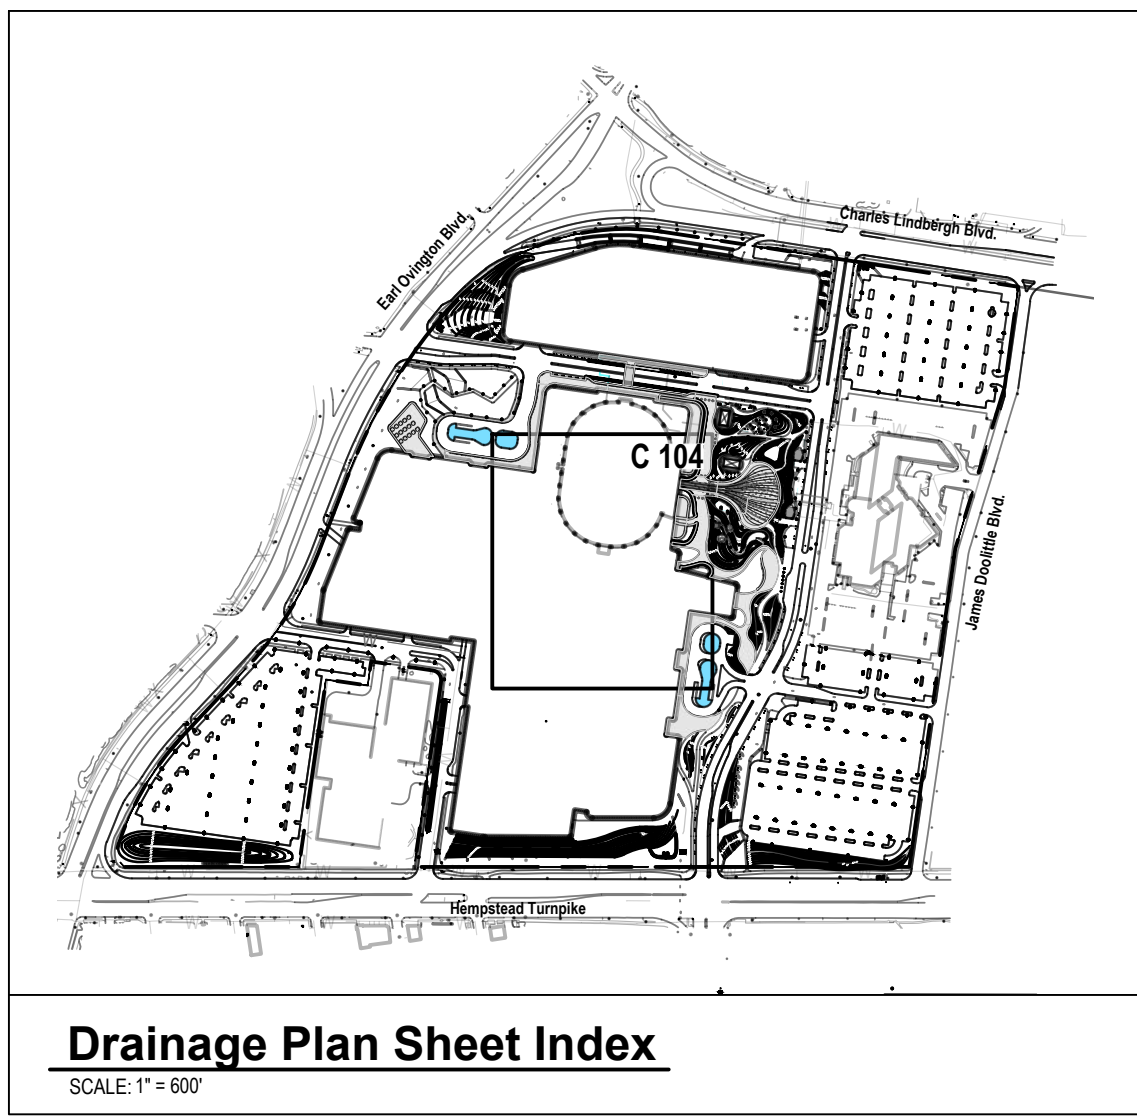 Charles Lindbergh Blvd.
Earl Ovington Blvd.
C 104
James Doolittle Blvd.
Hempstead Turnpike
Drainage Plan Sheet Index
SCALE: 1" = 600'